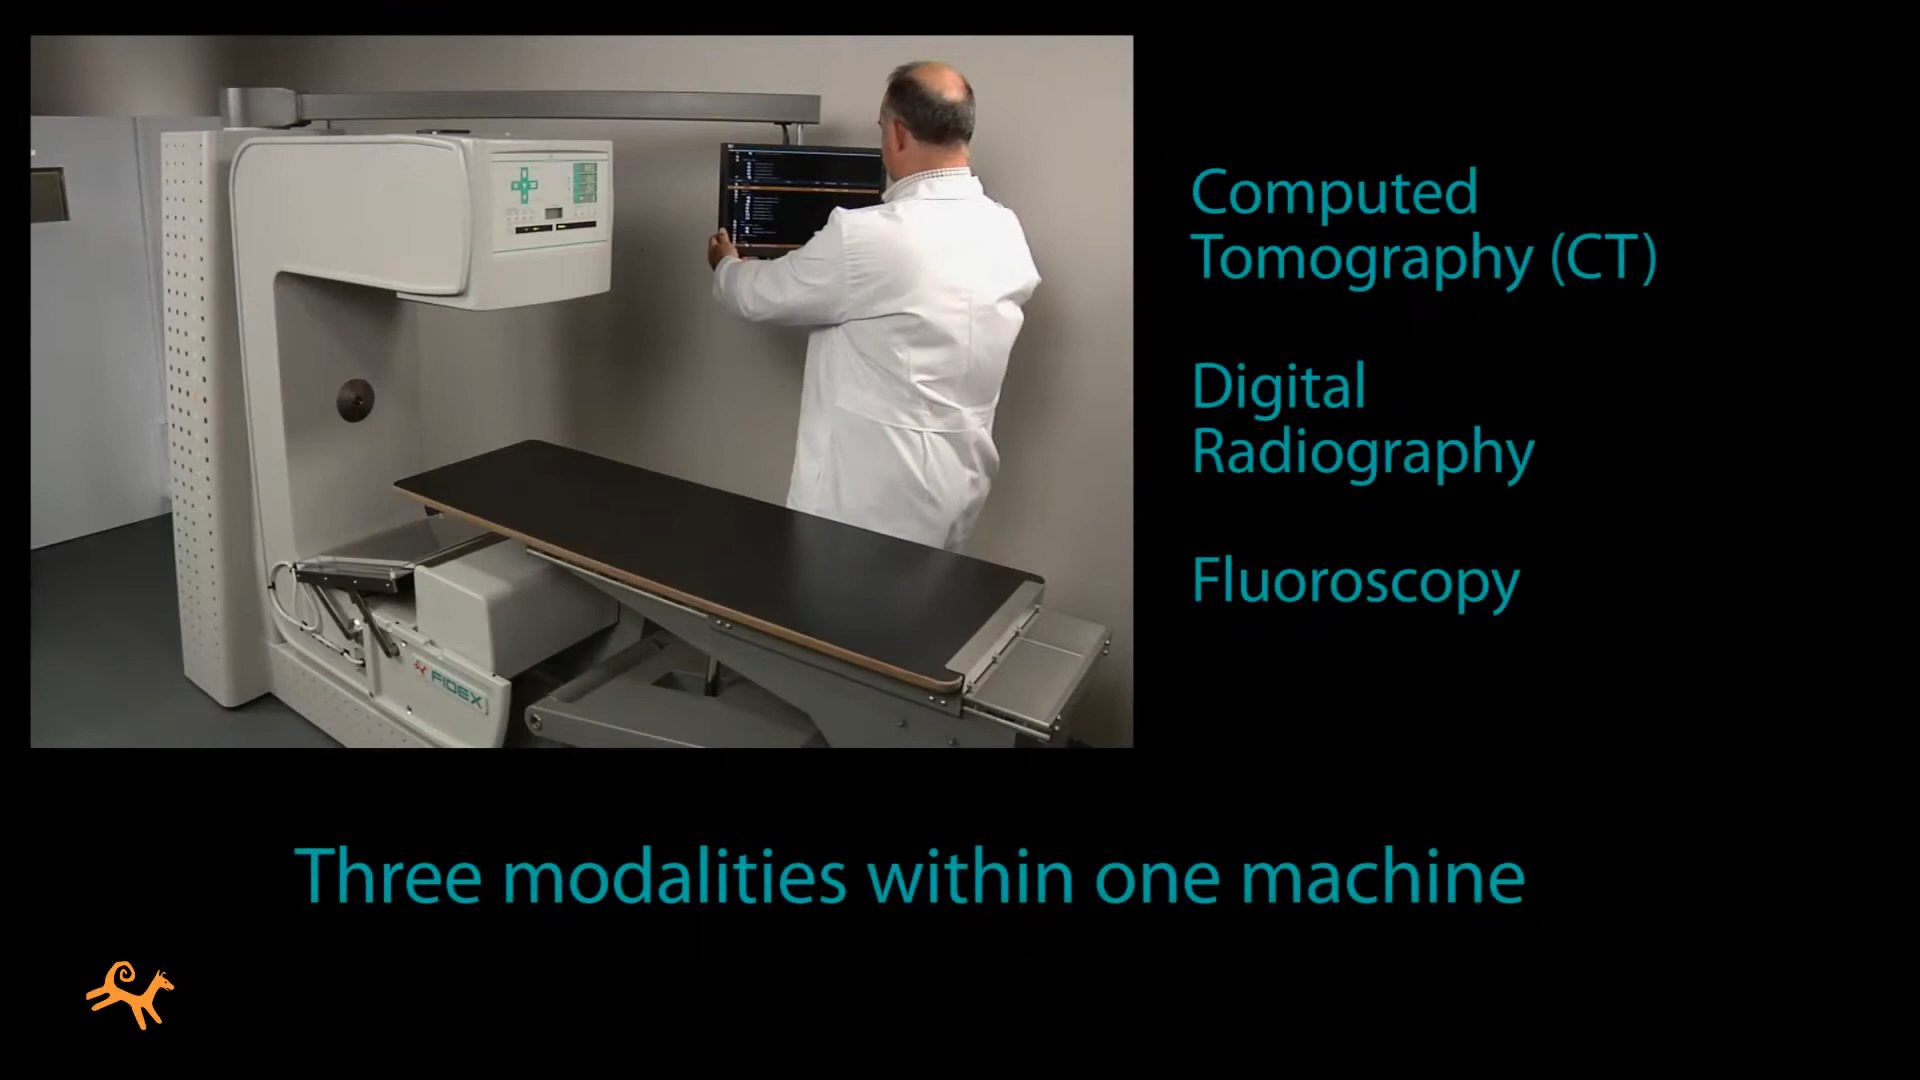 Computed
Tomography (CT)
Digital
Radiography
Fluoroscopy
FIDEX
Three modalities within one machine